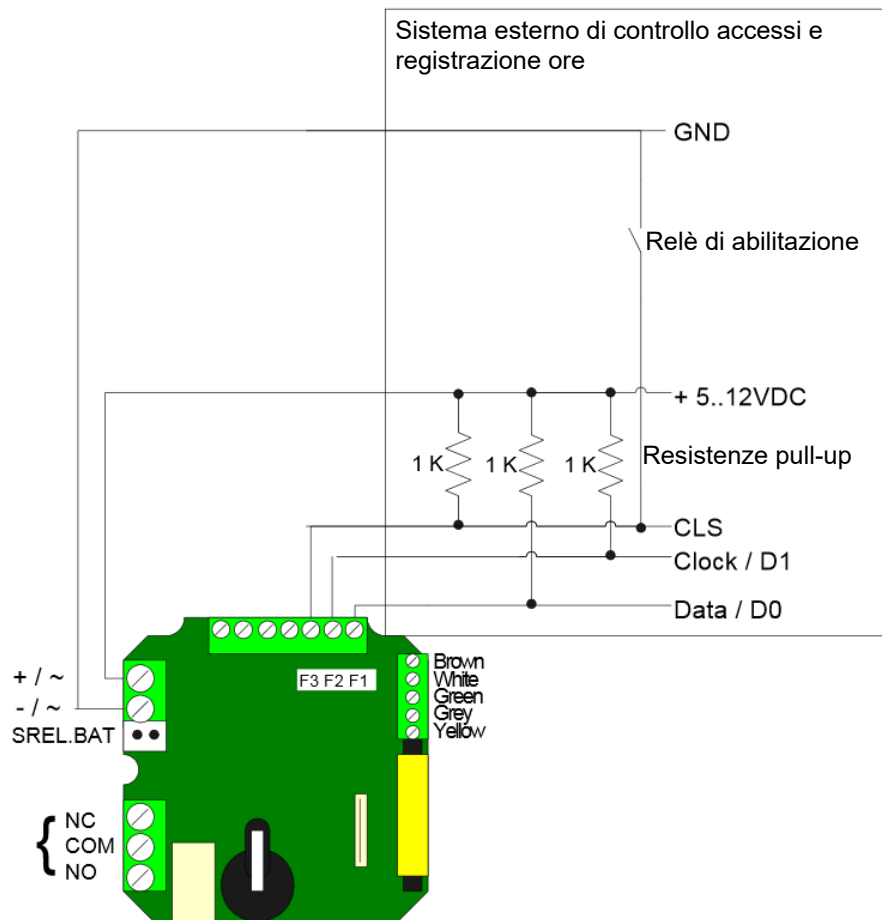 Sistema esterno di controllo accessi e
registrazione ore
GND
Relè di abilitazione
+ 5..12VDC
1 K
1 K
1 K
Resistenze pull-up
CLS
Clock / D1
Data / D0
F3 F2 F1
Brown
White
Green
Grey
Yellow
+ / ~
- / ~
SREL.BAT
NC
COM
NO